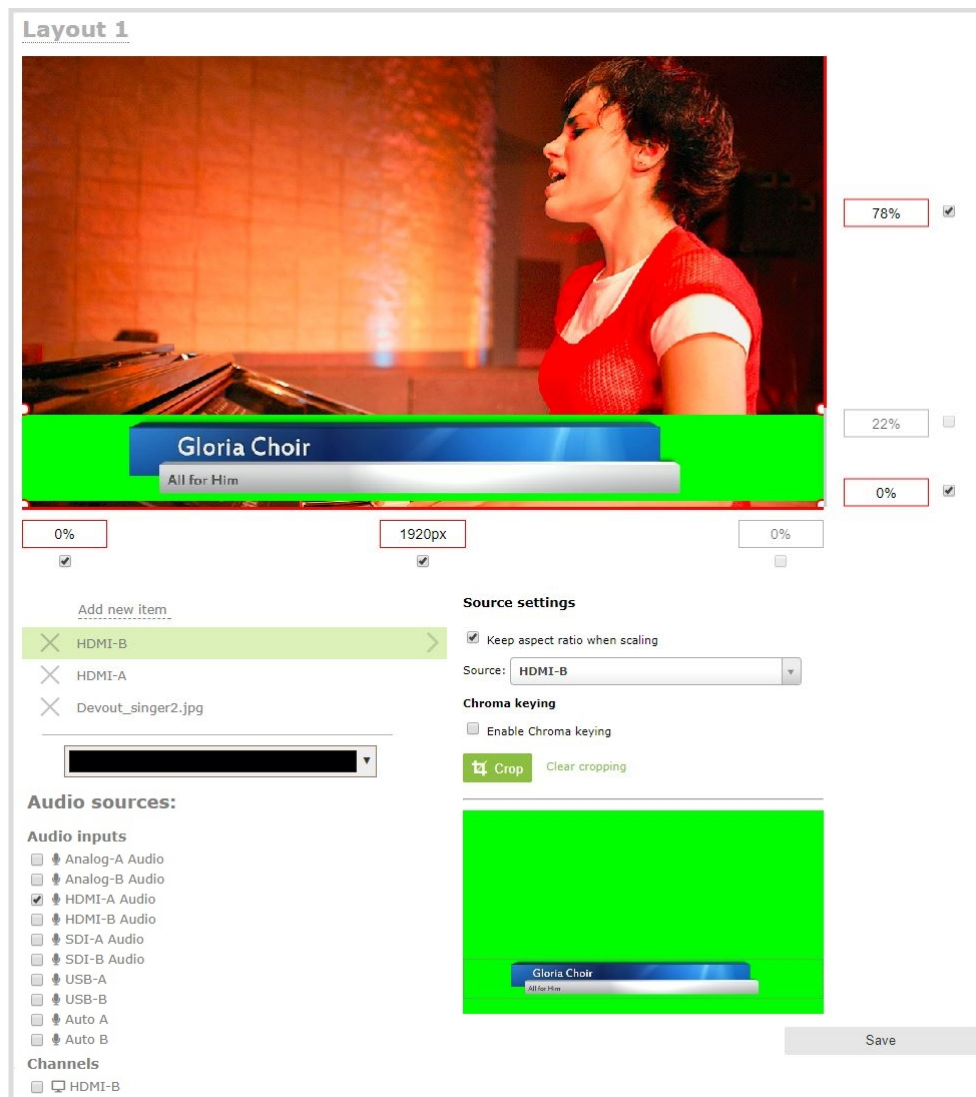 Layout 1
78%
Gloria Choir
All for Him
22%
0%
0%
1920px
0%
Add new item
HDMI-B
HDMI-A
Devout_singer2.jpg
Audio sources:
Audio inputs
Analog-A Audio
Analog-B Audio
HDMI-A Audio
HDMI-B Audio
SDI-A Audio
SDI-B Audio
USB-A
USB-B
Auto A
Auto B
Channels
HDMI-B
Source settings
Keep aspect ratio when scaling
Source: HDMI-B
Chroma keying
Enable Chroma keying
Crop Clear cropping
Gloria Choir
All for Him
Save